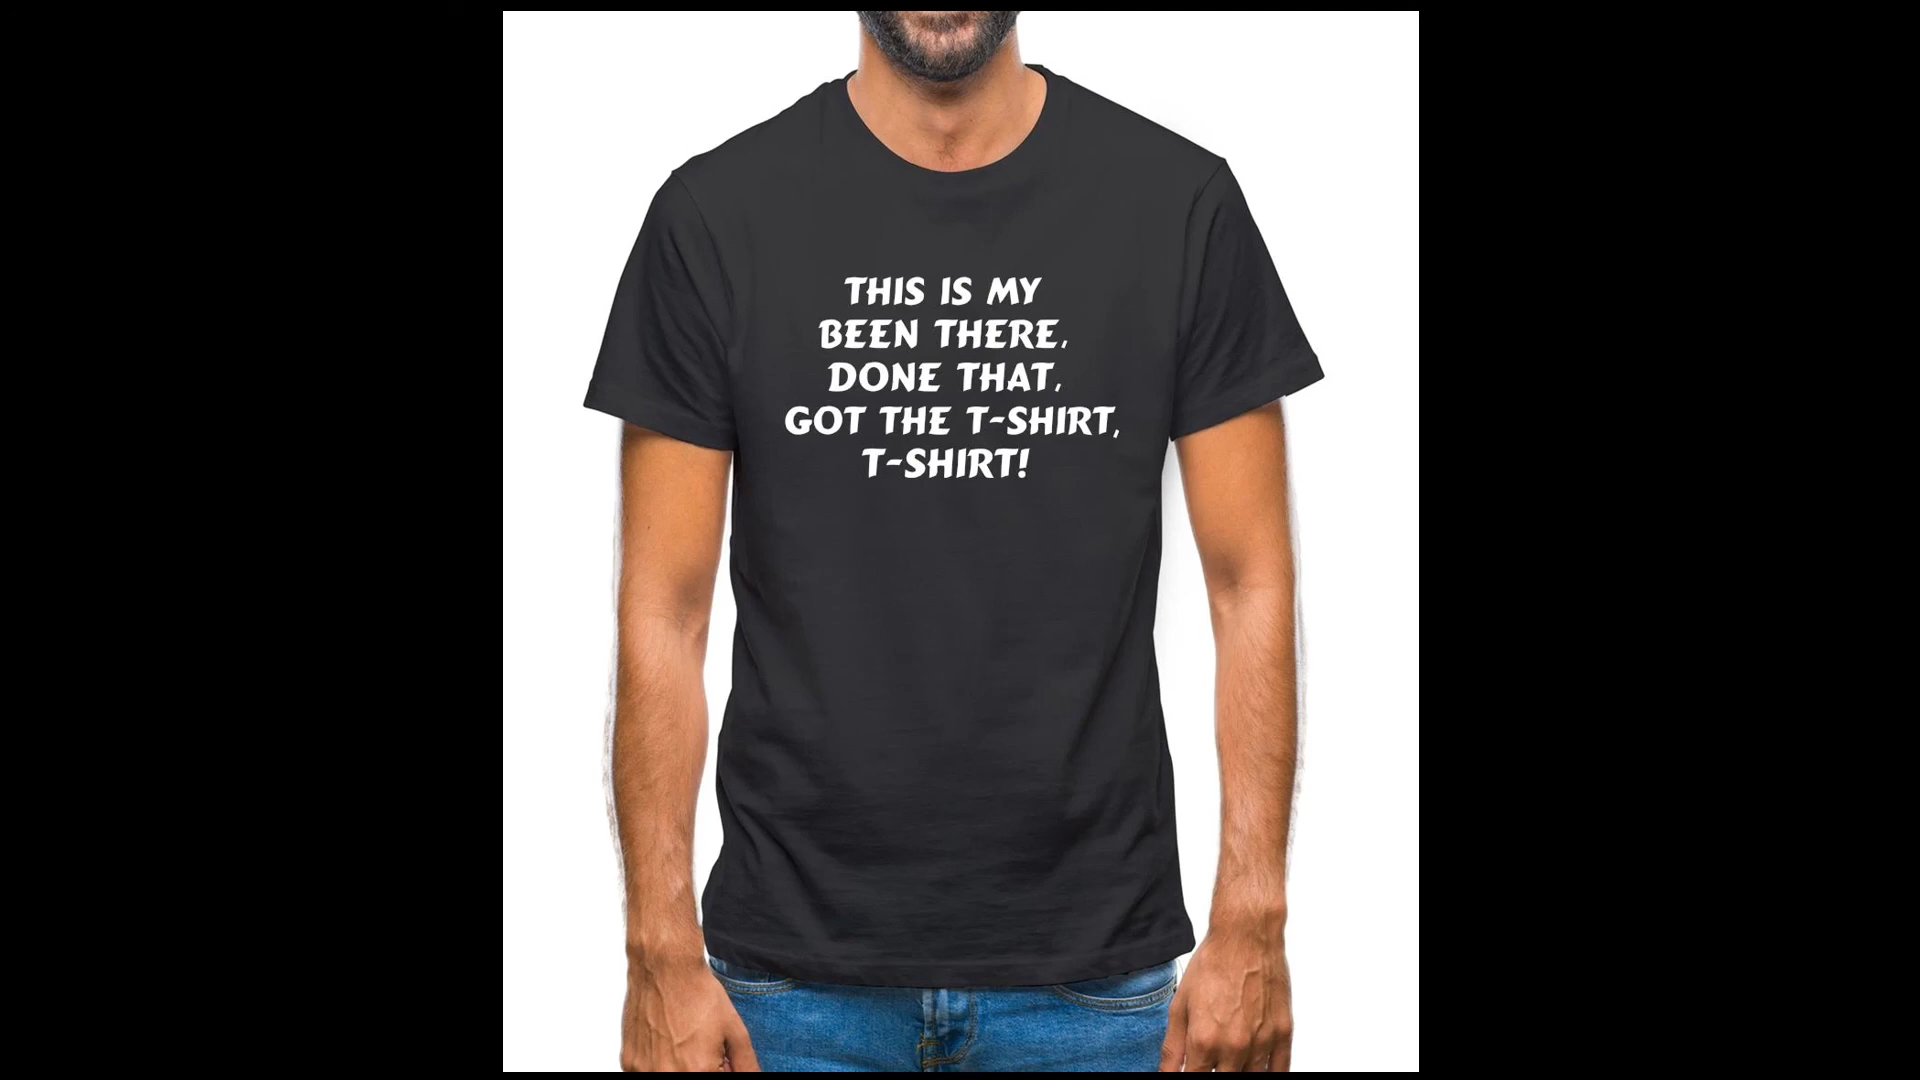 THIS IS MY
BEEN THERE,
DONE THAT,
GOT THE T-SHIRT,
T-SHIRT!